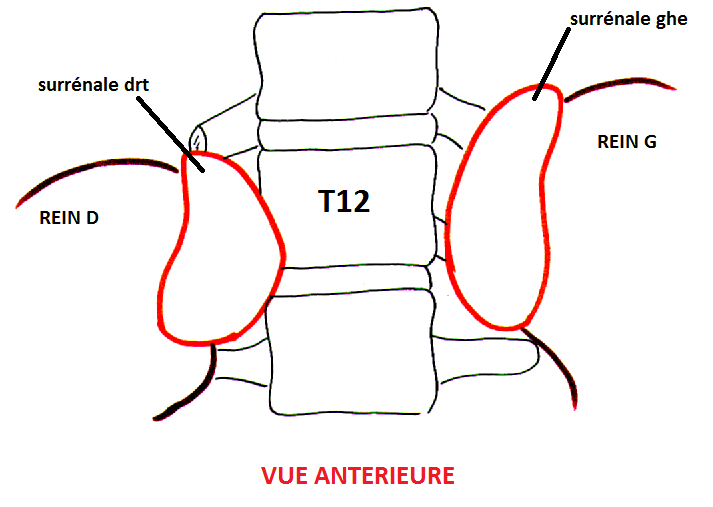 surrénale ghe
surrénale drt
REIN G
T12
REIN D
VUE ANTERIEURE